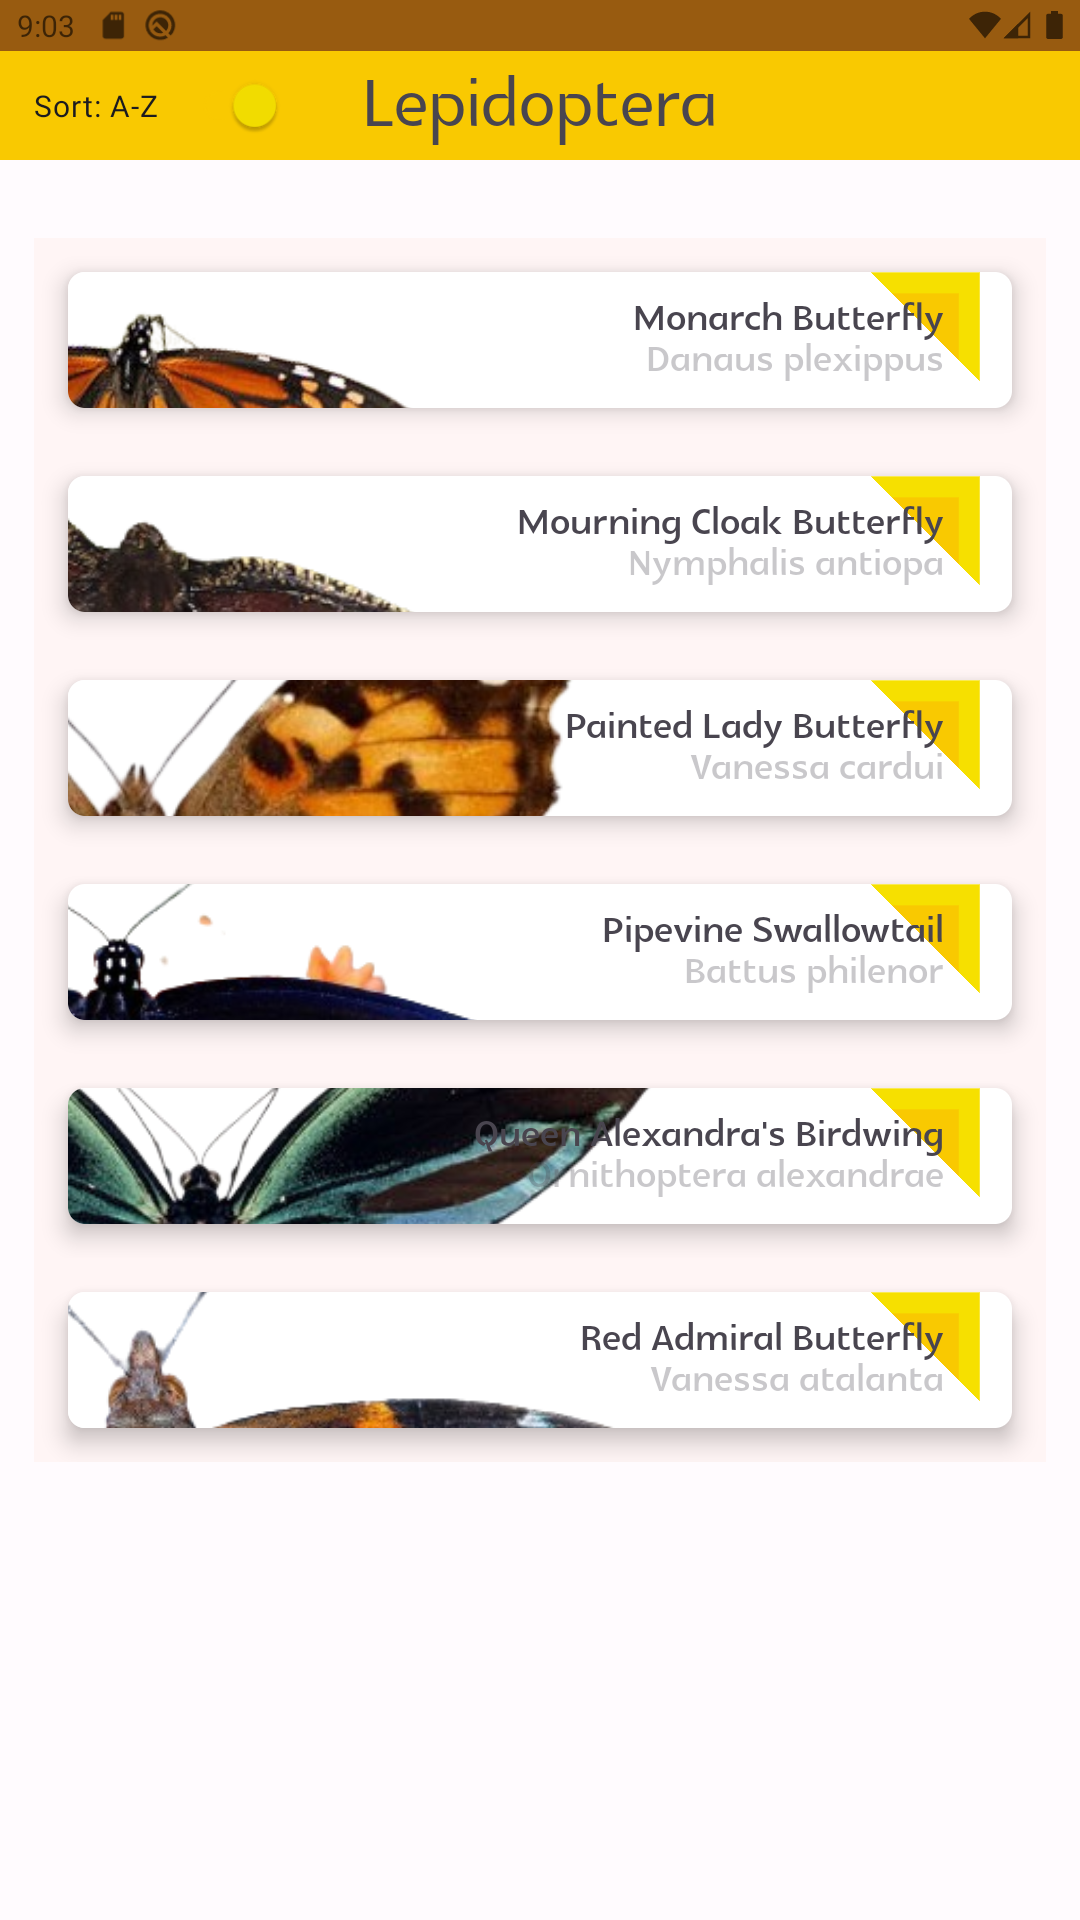 9:03
Sort: A-Z
Lepidoptera
Monarch Butterfly
Danaus plexippus
Mourning Cloak Butterfly
Nymphalis antiopa
Painted Lady Butterfly
Vanessa cardui
Pipevine Swallowtail
Battus philenor
Queen Alexandra's Birdwing
ornithoptera alexandrae
Red Admiral Butterfly
Vanessa atalanta